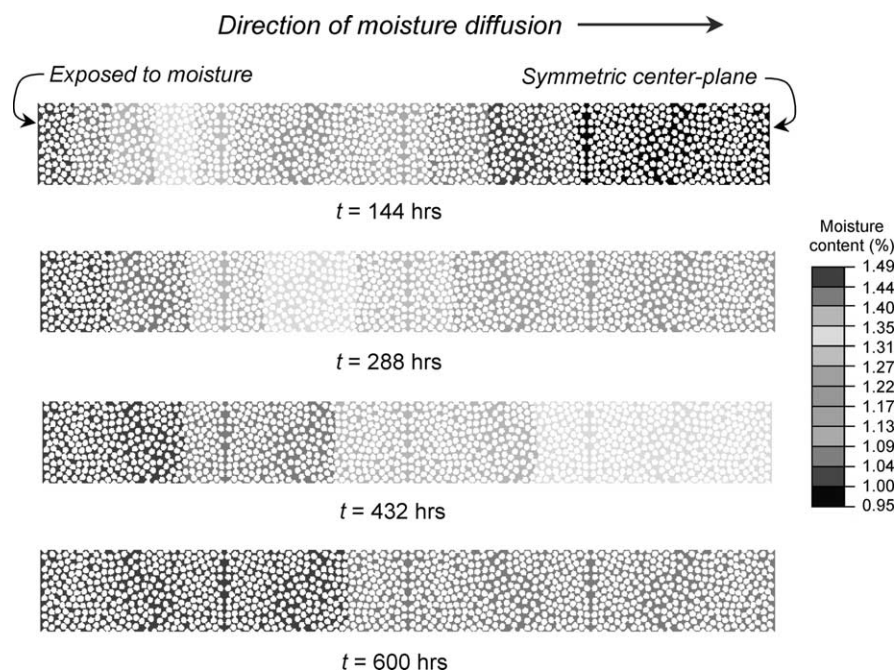 Direction of moisture diffusion
Exposed to moisture
Symmetric center-plane
t = 144 hrs
t = 288 hrs
t = 432 hrs
t = 600 hrs
Moisture
content (%)
1.49
1.44
1.40
1.35
1.31
1.27
1.22
1.17
1.13
1.09
1.04
1.00
0.95